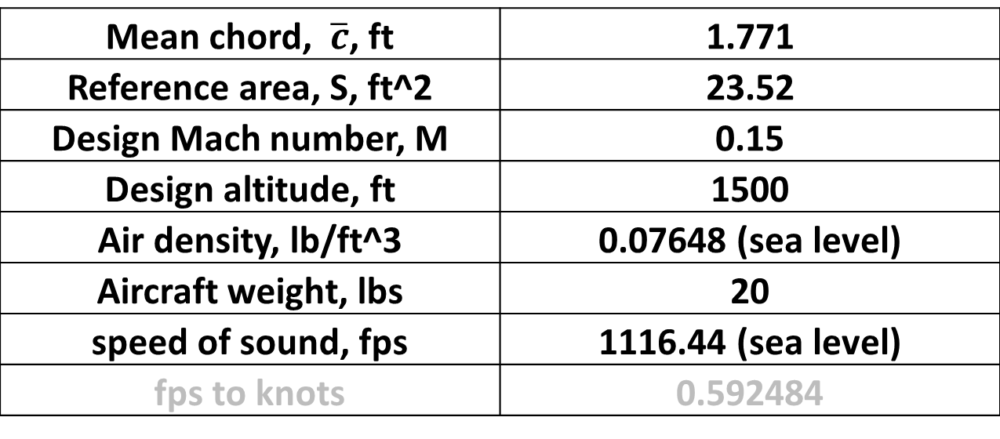 Mean chord, c̄, ft 1.771
Reference area, S, ft^2 23.52
Design Mach number, M 0.15
Design altitude, ft 1500
Air density, lb/ft^3 0.07648 (sea level)
Aircraft weight, lbs 20
speed of sound, fps 1116.44 (sea level)
fps to knots 0.592484